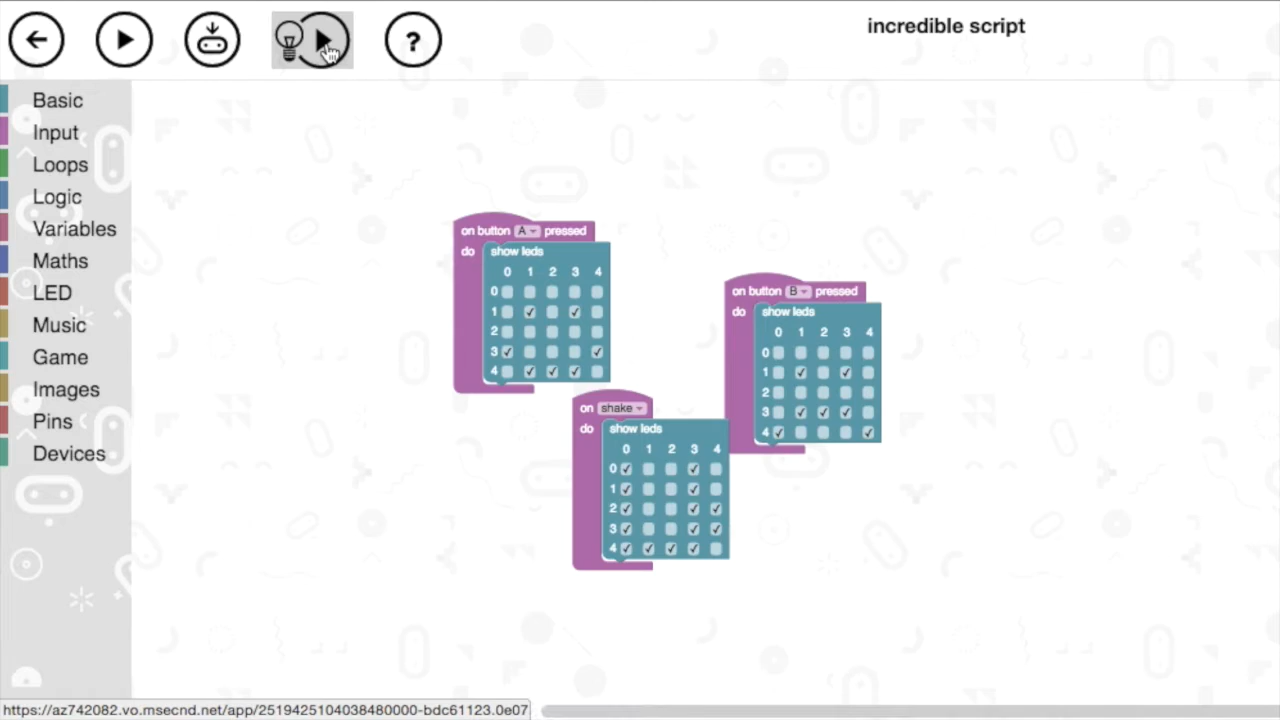 incredible script
?
Basic
Input
Loops
Logic
Variables
Maths
LED
Music
Game
Images
Pins
Devices
on button A pressed
do show leds
0 1 2 3 4
0
1
2
3
4
on button B pressed
do show leds
0 1 2 3 4
0
1
2
3
4
on shake
do show leds
0 1 2 3 4
0
1
2
3
4
https://az742082.vo.msecnd.net/app/2519425104038480000-bdc61123.0e07